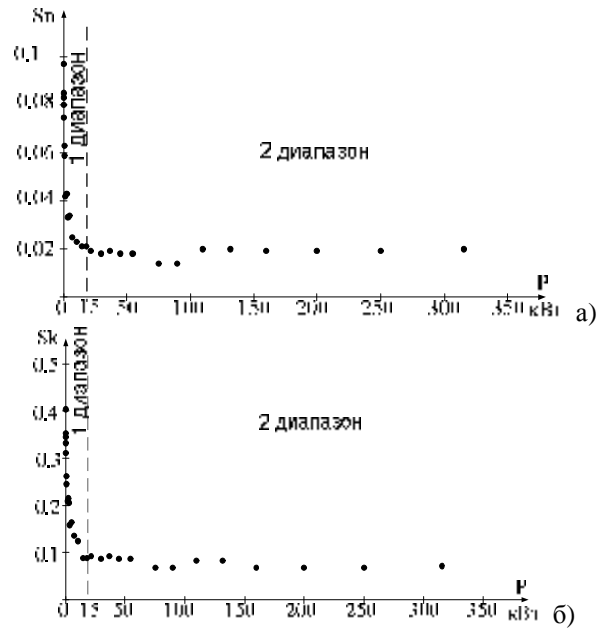 Sn
0,1
0,08
0,06
0,04
0,02
1 диапазон
2 диапазон
P
кВт
0 15 50 100 150 200 250 300 350
а)
Sk
0,5
0,4
0,3
0,2
0,1
1 диапазон
2 диапазон
P
кВт
0 15 50 100 150 200 250 300 350
б)